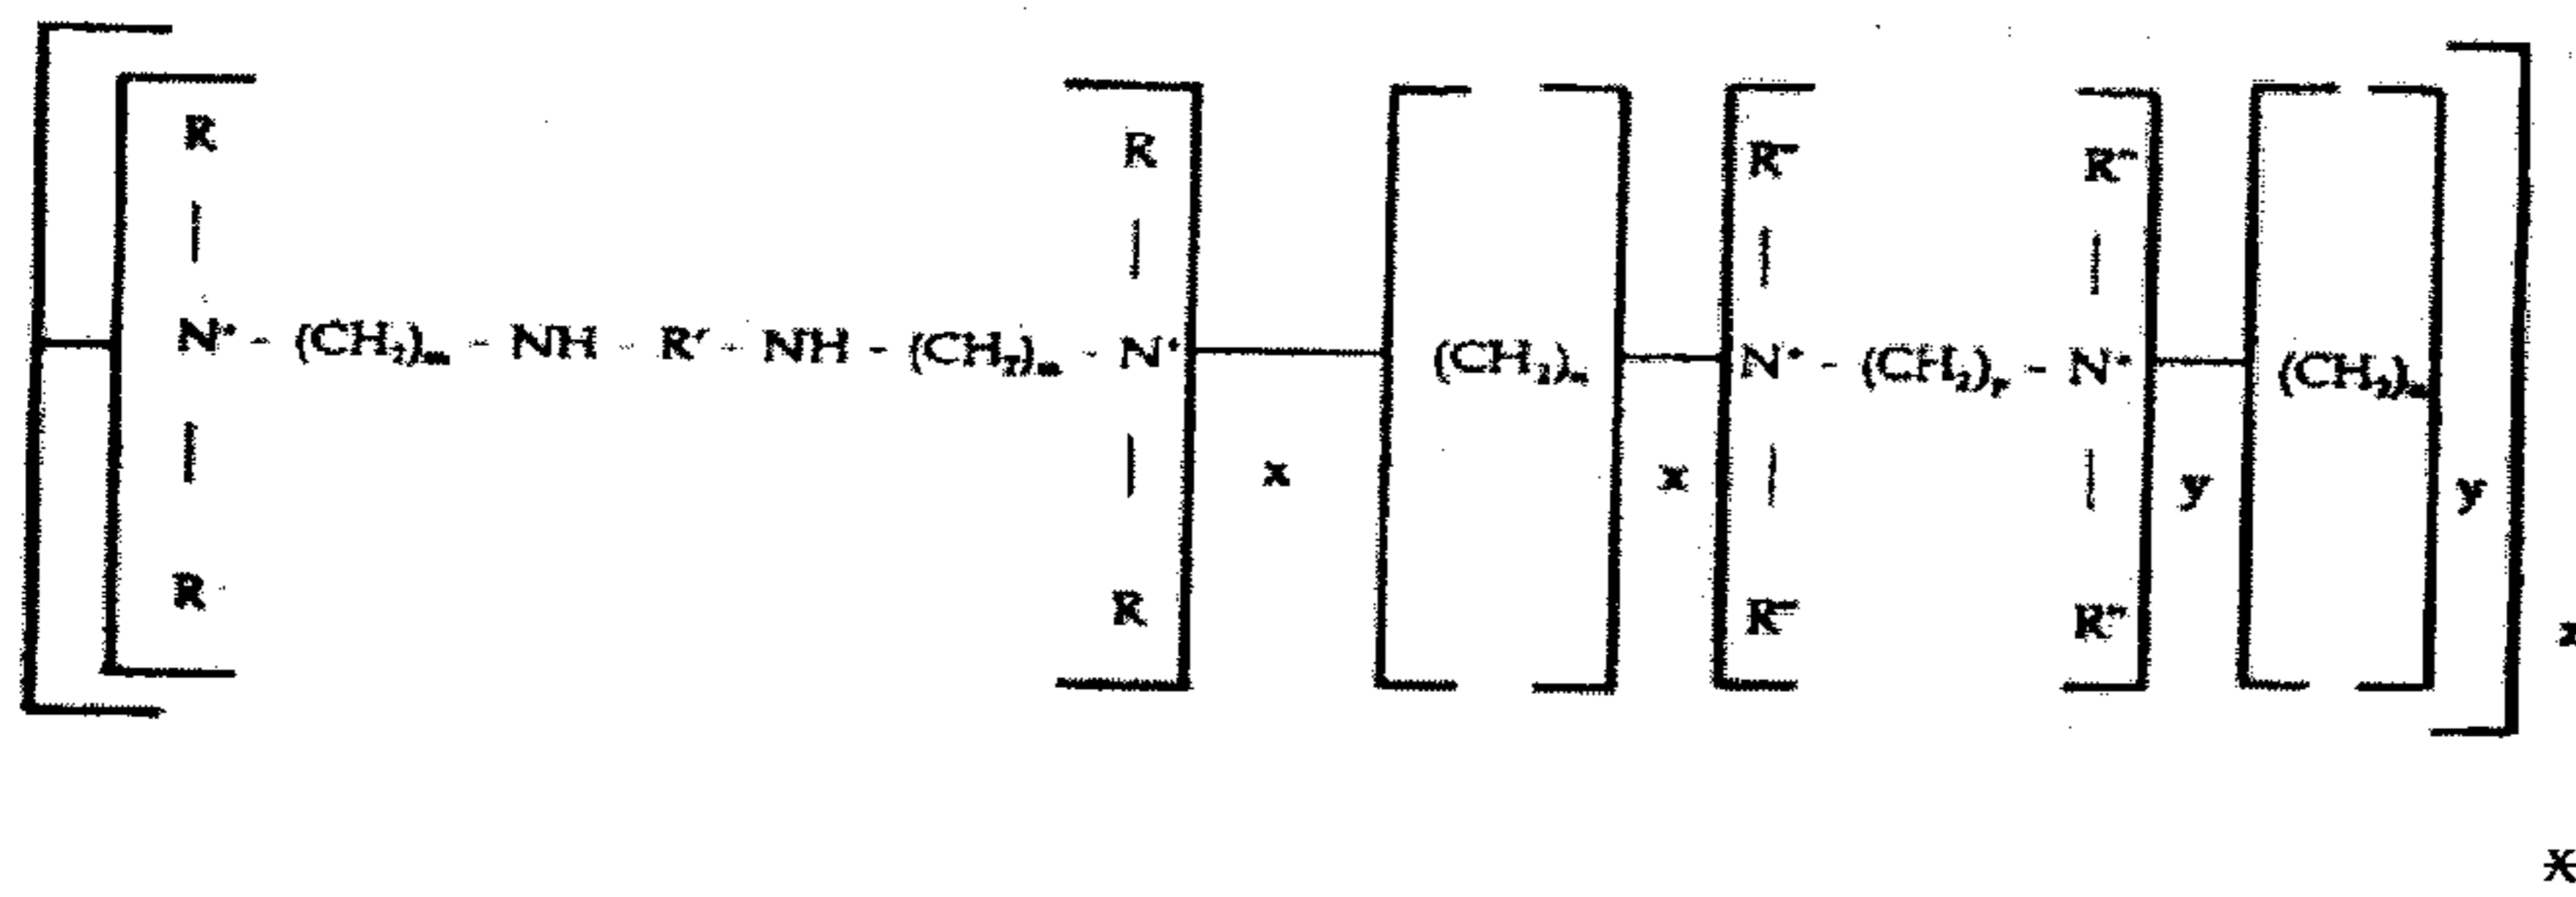 R R R‴ R″
N⁺ - (CH₂)ₘ - NH - R′ - NH - (CH₂)ₘ - N⁺ (CH₂)ₙ N⁺ - (CH₂)ₚ - N⁺ (CH₂)
x x y y
R R R‴ R″
z
X